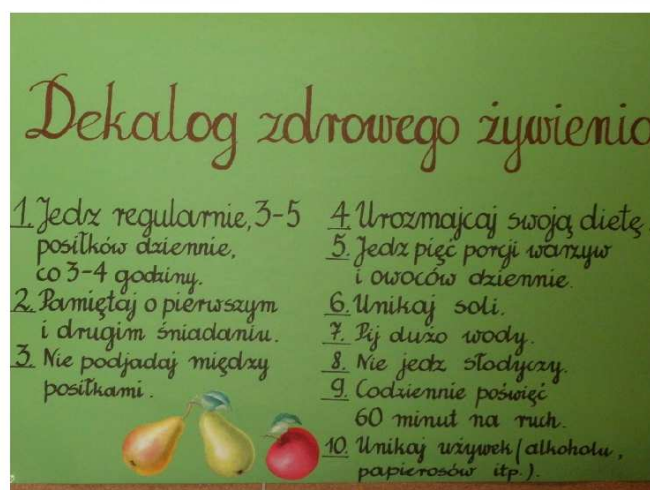 Dekalog zdrowego żywienia
1. Jedz regularnie, 3-5
posiłków dziennie,
co 3-4 godziny.
2. Pamiętaj o pierwszym
i drugim śniadaniu.
3. Nie podjadaj między
posiłkami.
4. Urozmajcaj swoją dietę
5. Jedz pięć porcji warzyw
i owoców dziennie.
6. Unikaj soli.
7. Pij dużo wody.
8. Nie jedz słodyczy.
9. Codziennie poświęć
60 minut na ruch.
10. Unikaj używek (alkoholu,
papierosów itp.).